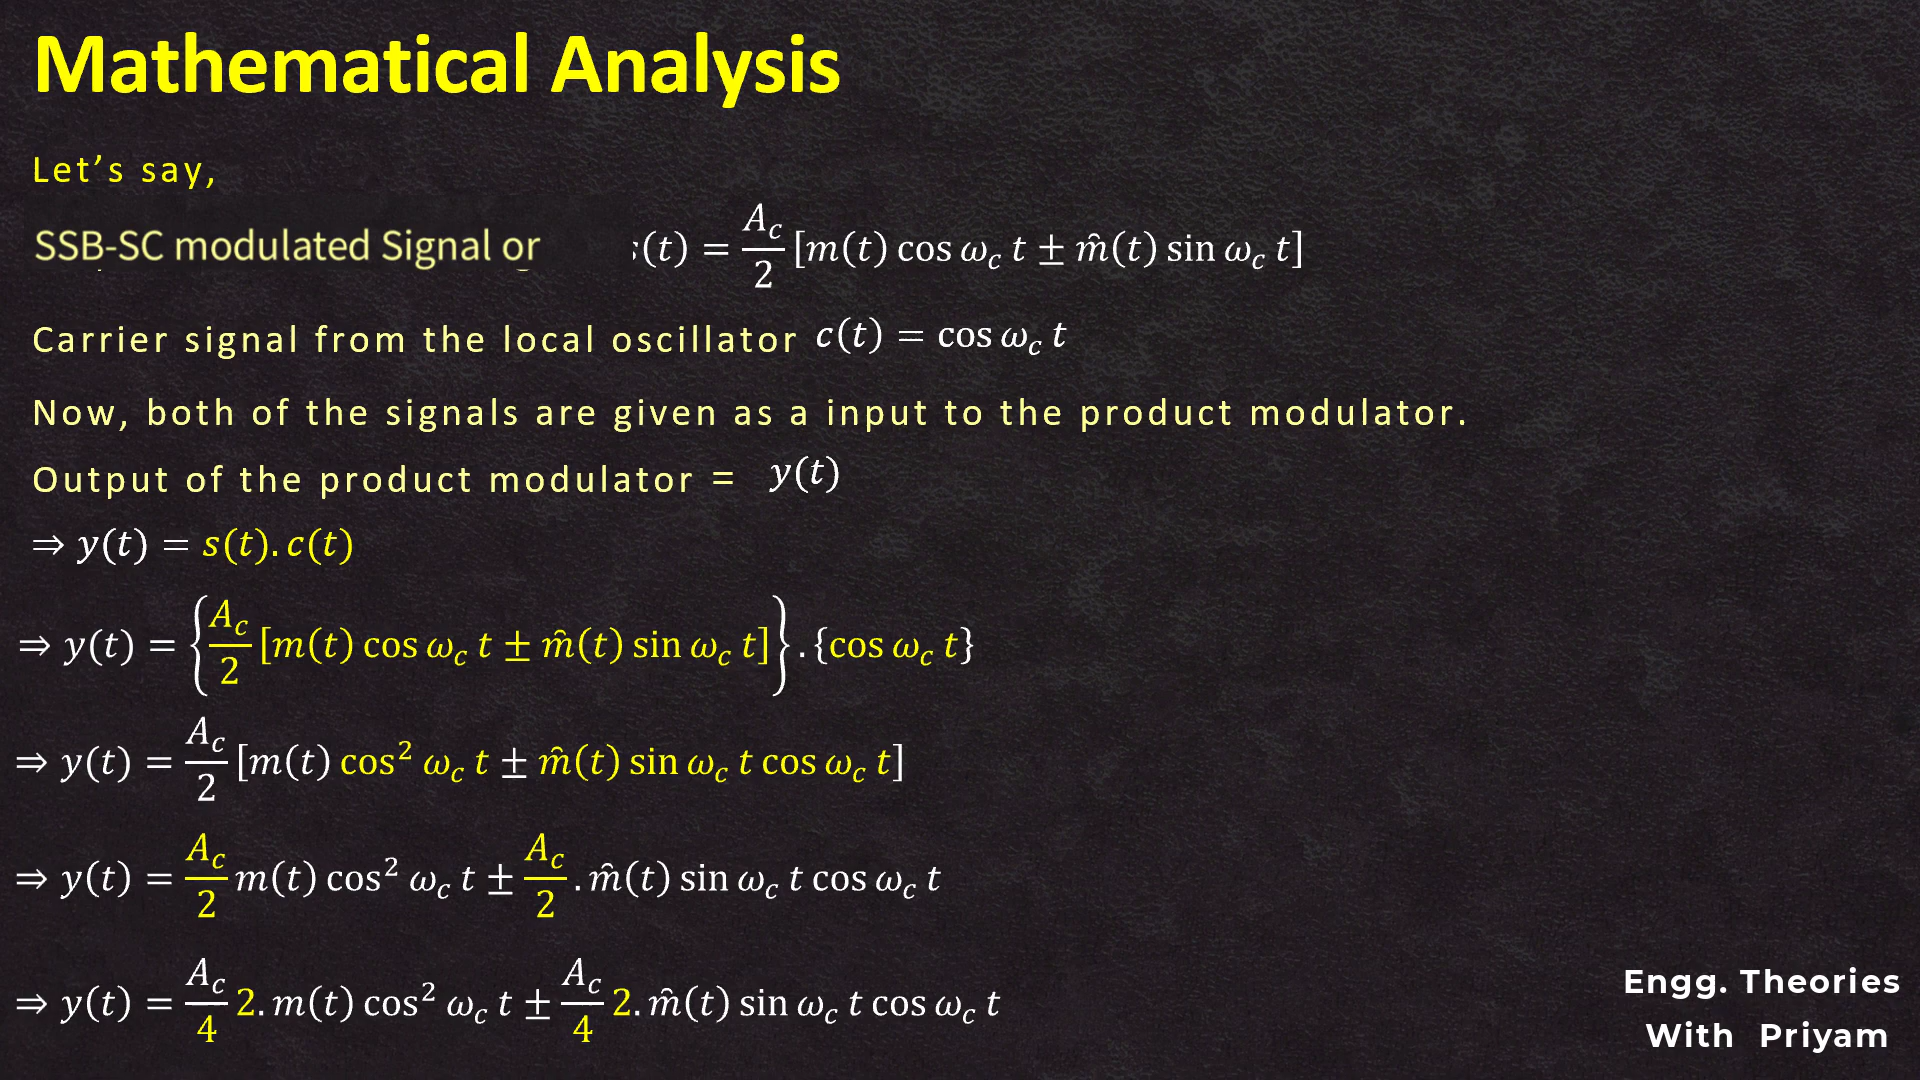 Mathematical Analysis
Let's say,
SSB-SC modulated Signal or (t) = A_c/2 [m(t) cos ω_c t ± m̂(t) sin ω_c t]
Carrier signal from the local oscillator c(t) = cos ω_c t
Now, both of the signals are given as a input to the product modulator.
Output of the product modulator = y(t)
⇒ y(t) = s(t). c(t)
⇒ y(t) = {A_c/2 [m(t) cos ω_c t ± m̂(t) sin ω_c t]} . {cos ω_c t}
⇒ y(t) = A_c/2 [m(t) cos² ω_c t ± m̂(t) sin ω_c t cos ω_c t]
⇒ y(t) = A_c/2 m(t) cos² ω_c t ± A_c/2 . m̂(t) sin ω_c t cos ω_c t
⇒ y(t) = A_c/4 2. m(t) cos² ω_c t ± A_c/4 2. m̂(t) sin ω_c t cos ω_c t
Engg. Theories
With Priyam